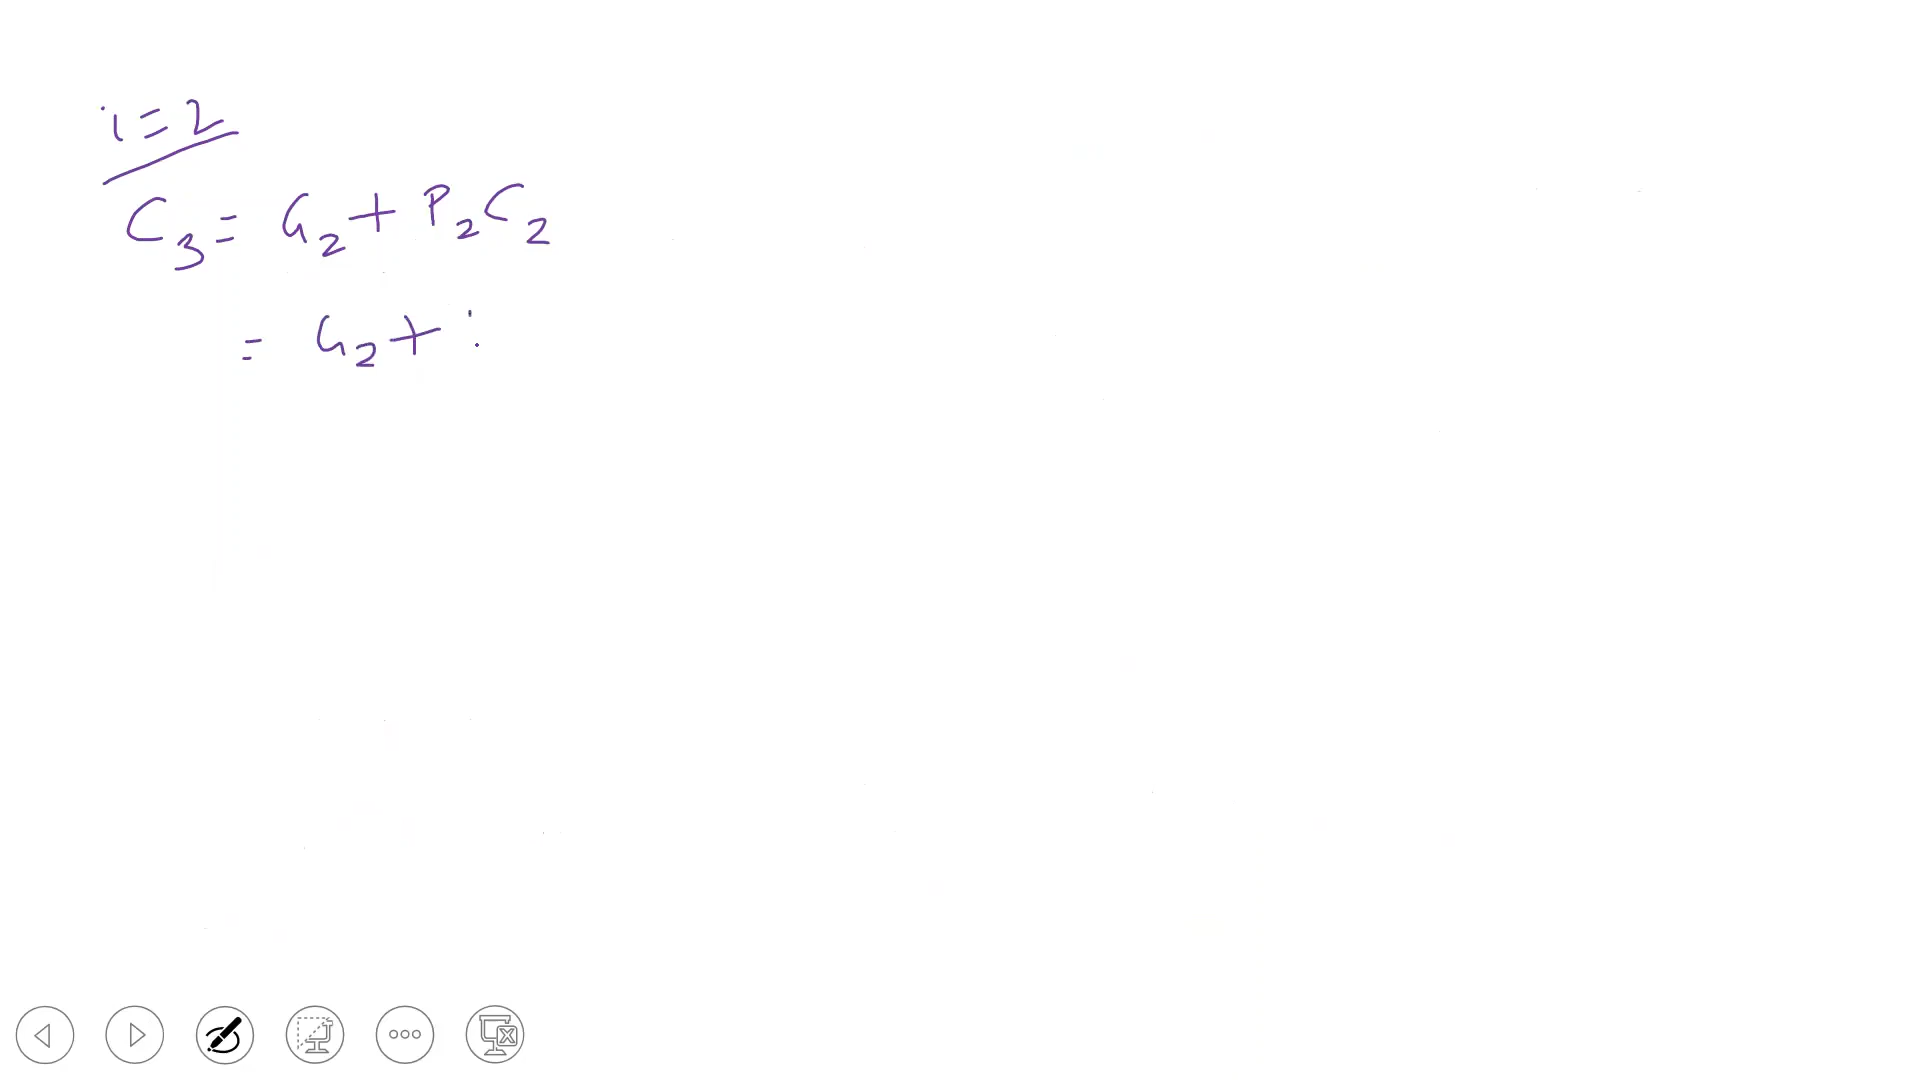 i=2
C₃= G₂+ P₂C₂
= G₂+